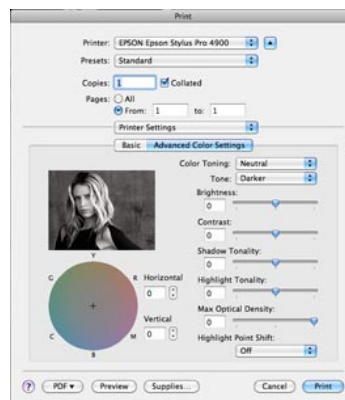 Print
Printer: EPSON Epson Stylus Pro 4900
Presets: Standard
Copies: 1 Collated
Pages: All
From: 1 to: 1
Printer Settings
Basic Advanced Color Settings
Color Toning: Neutral
Tone: Darker
Brightness:
0
Contrast:
0
Shadow Tonality:
0
Highlight Tonality:
0
Max Optical Density:
0
Highlight Point Shift:
Off
Y
G R
C M
B
Horizontal
0
Vertical
0
? PDF Preview Supplies... Cancel Print